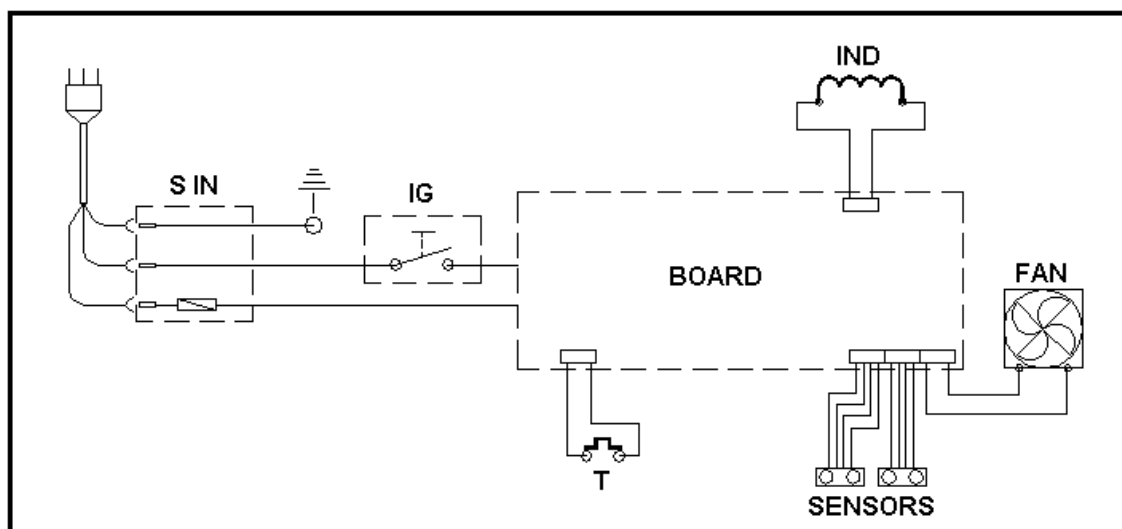 IND
S IN
IG
BOARD
FAN
T
SENSORS